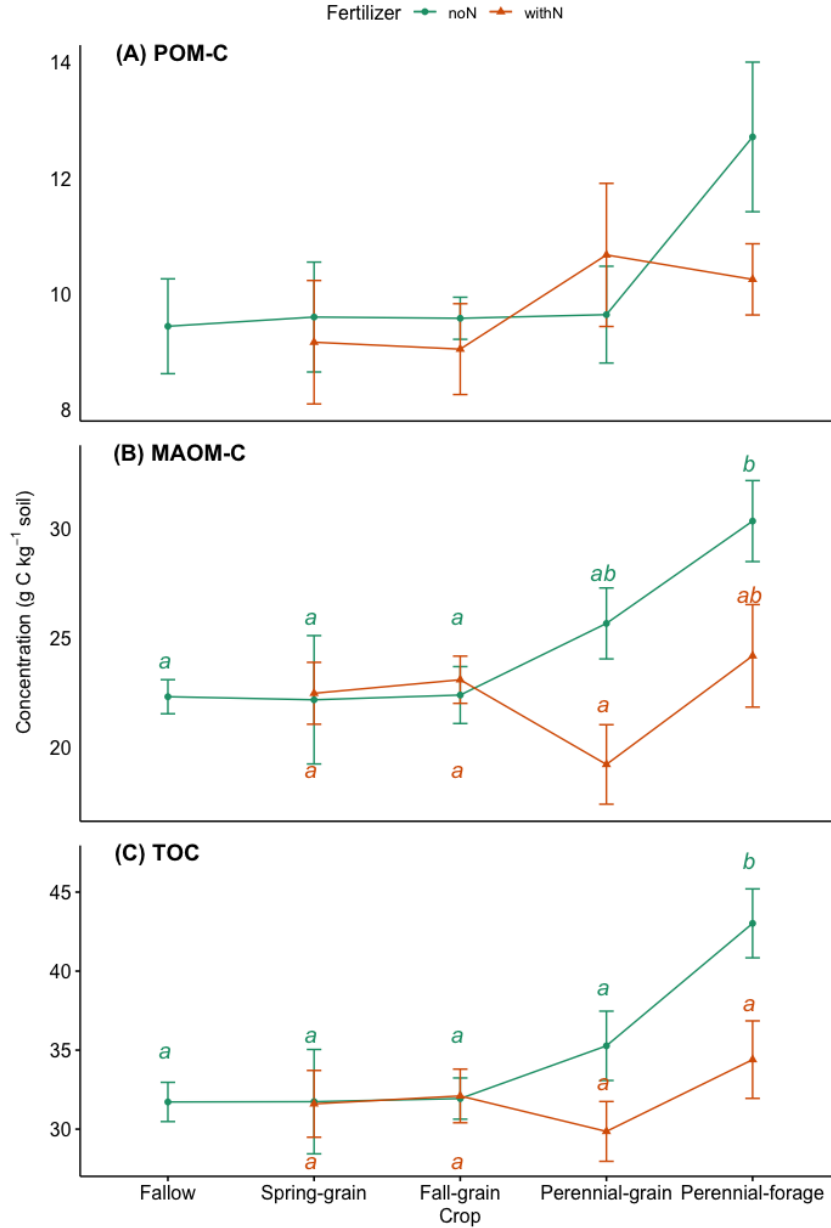 Fertilizer noN withN
(A) POM-C
14
12
10
8
(B) MAOM-C
b
30
ab
ab
a
a
25
a
a
20
a
a
Concentration (g C kg⁻¹ soil)
(C) TOC
b
45
40
a
a
a
a
a
35
a
30
a
a
Fallow Spring-grain Fall-grain Perennial-grain Perennial-forage
Crop